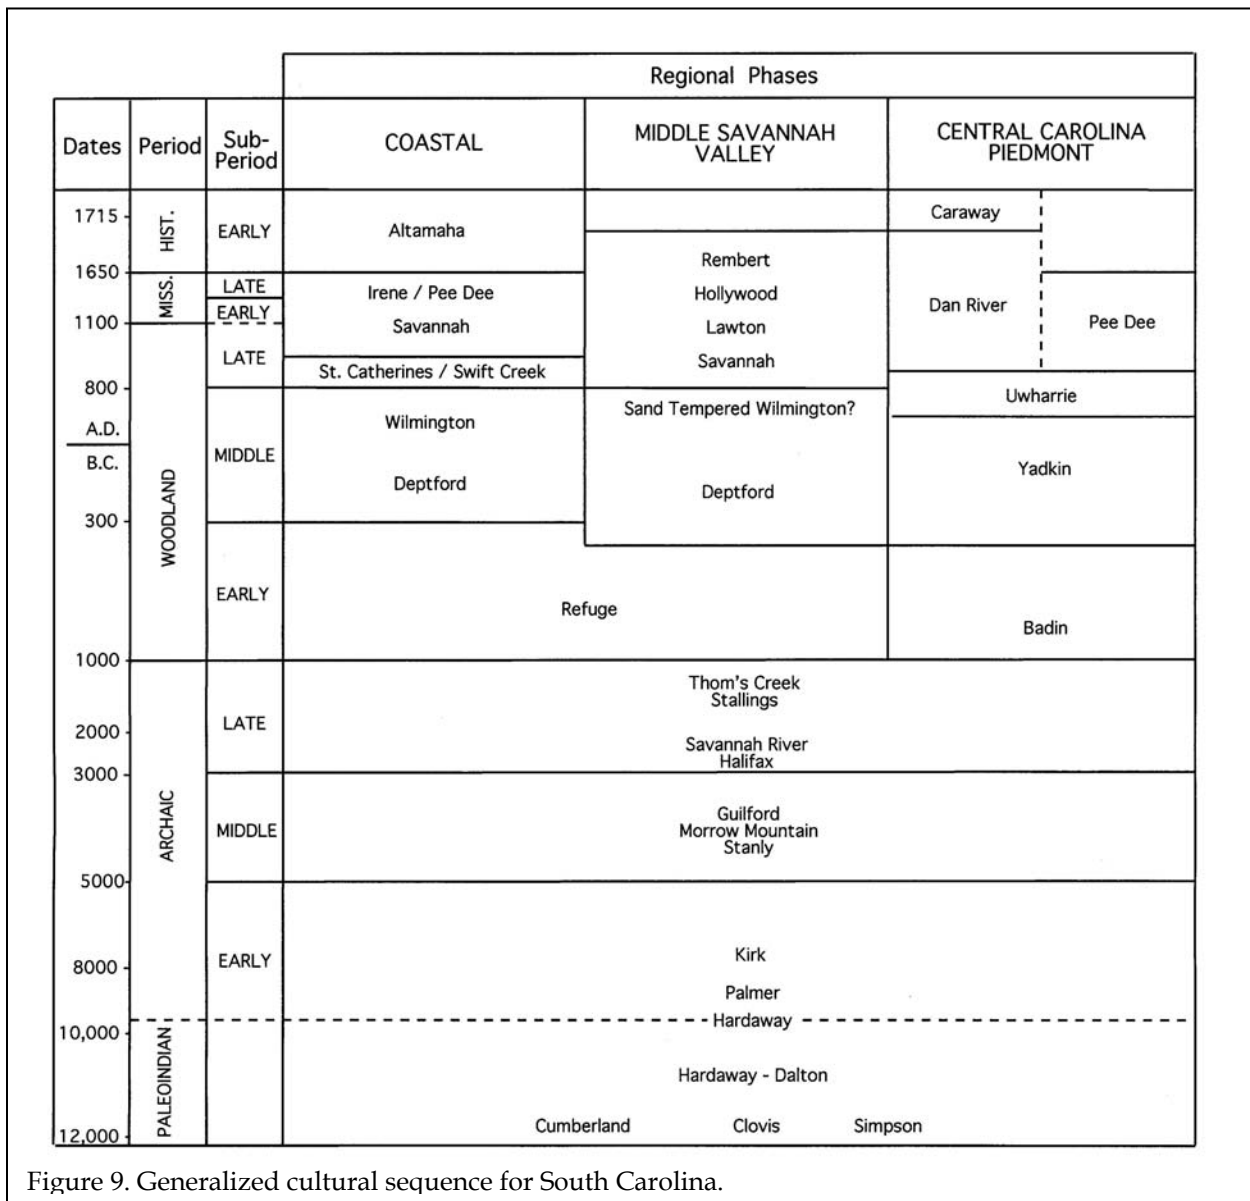 Regional Phases
Dates Period Sub-Period COASTAL MIDDLE SAVANNAH VALLEY CENTRAL CAROLINA PIEDMONT
1715
HIST.
EARLY
Altamaha
Caraway
1650
Rembert
MISS.
LATE
Irene / Pee Dee
Hollywood
Dan River
EARLY
1100
Savannah
Lawton
Pee Dee
LATE
Savannah
St. Catherines / Swift Creek
800
Uwharrie
Sand Tempered Wilmington?
Wilmington
A.D.
B.C.
MIDDLE
Yadkin
Deptford
Deptford
300
WOODLAND
EARLY
Refuge
Badin
1000
Thom's Creek
Stallings
LATE
2000
Savannah River
Halifax
3000
ARCHAIC
MIDDLE
Guilford
Morrow Mountain
Stanly
5000
EARLY
Kirk
8000
Palmer
Hardaway
10,000
PALEOINDIAN
Hardaway - Dalton
Cumberland Clovis Simpson
12,000
Figure 9. Generalized cultural sequence for South Carolina.